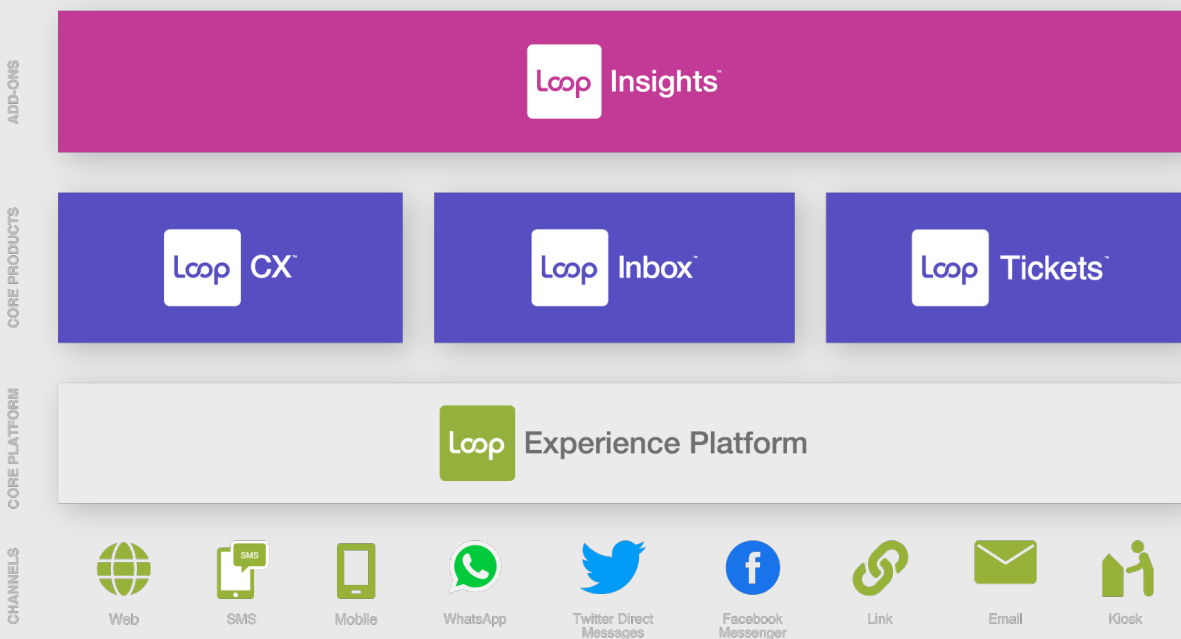 ADD-ONS
Loop Insights™
CORE PRODUCTS
Loop CX™
Loop Inbox™
Loop Tickets™
CORE PLATFORM
Loop Experience Platform
CHANNELS
SMS
Web
SMS
Mobile
WhatsApp
Twitter Direct
Messages
Facebook
Messenger
Link
Email
Kiosk